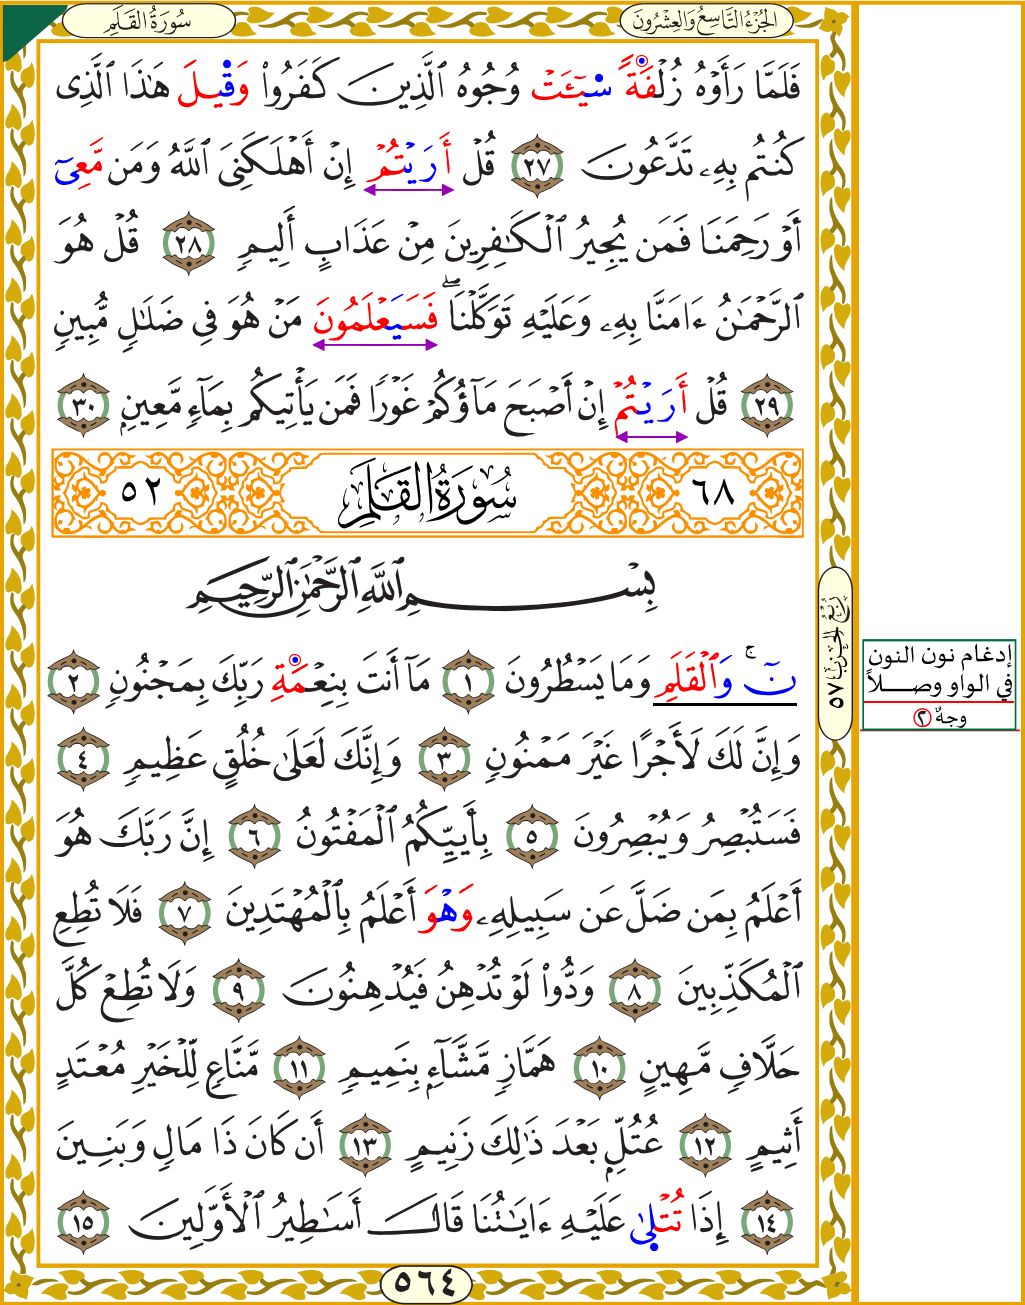 سُورَةُ القَلَمِ
الجُزْءُ التَّاسِعُ وَالعِشْرُونَ
فَلَمَّا رَأَوْهُ زُلْفَةً سِيٓـَٔتْ وُجُوهُ ٱلَّذِينَ كَفَرُوا۟ وَقِيلَ هَـٰذَا ٱلَّذِى
كُنتُم بِهِۦ تَدَّعُونَ ٢٧ قُلْ أَرَيْتُمْ إِنْ أَهْلَكَنِىَ ٱللَّهُ وَمَن مَّعِىٓ
أَوْ رَحِمَنَا فَمَن يُجِيرُ ٱلْكَـٰفِرِينَ مِنْ عَذَابٍ أَلِيمٍ ٢٨ قُلْ هُوَ
ٱلرَّحْمَـٰنُ ءَامَنَّا بِهِۦ وَعَلَيْهِ تَوَكَّلْنَا ۖ فَسَيَعْلَمُونَ مَنْ هُوَ فِى ضَلَـٰلٍ مُّبِينٍ
٢٩ قُلْ أَرَيْتُمْ إِنْ أَصْبَحَ مَآؤُكُمْ غَوْرًا فَمَن يَأْتِيكُم بِمَآءٍ مَّعِينٍ ٣٠
٦٨ سُورَةُ القَلَمِ ٥٢
بِسْمِ ٱللَّهِ ٱلرَّحْمَـٰنِ ٱلرَّحِيمِ
نٓ ۚ وَٱلْقَلَمِ وَمَا يَسْطُرُونَ ١ مَآ أَنتَ بِنِعْمَةِ رَبِّكَ بِمَجْنُونٍ ٢
وَإِنَّ لَكَ لَأَجْرًا غَيْرَ مَمْنُونٍ ٣ وَإِنَّكَ لَعَلَىٰ خُلُقٍ عَظِيمٍ ٤
فَسَتُبْصِرُ وَيُبْصِرُونَ ٥ بِأَييِّكُمُ ٱلْمَفْتُونُ ٦ إِنَّ رَبَّكَ هُوَ
أَعْلَمُ بِمَن ضَلَّ عَن سَبِيلِهِۦ وَهْوَ أَعْلَمُ بِٱلْمُهْتَدِينَ ٧ فَلَا تُطِعِ
ٱلْمُكَذِّبِينَ ٨ وَدُّوا۟ لَوْ تُدْهِنُ فَيُدْهِنُونَ ٩ وَلَا تُطِعْ كُلَّ
حَلَّافٍ مَّهِينٍ ١٠ هَمَّازٍ مَّشَّآءٍۭ بِنَمِيمٍ ١١ مَّنَّاعٍ لِّلْخَيْرِ مُعْتَدٍ
أَثِيمٍ ١٢ عُتُلٍّۭ بَعْدَ ذَٰلِكَ زَنِيمٍ ١٣ أَن كَانَ ذَا مَالٍ وَبَنِينَ
١٤ إِذَا تُتْلَىٰ عَلَيْهِ ءَايَـٰتُنَا قَالَ أَسَـٰطِيرُ ٱلْأَوَّلِينَ ١٥
٥٦٤
رُبْعُ الحِزْبِ ٥٧
إدغام نون النون
في الواو وصلاً
وجهٌ ٢